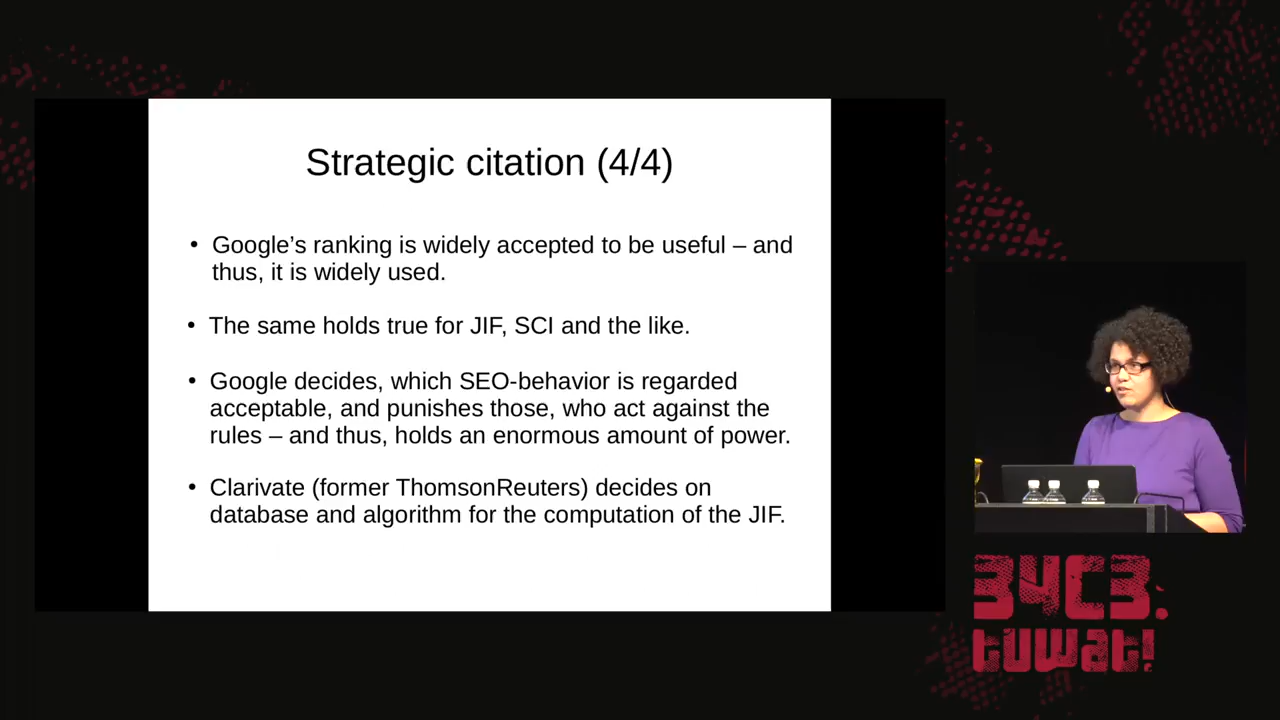 Strategic citation (4/4)
• Google’s ranking is widely accepted to be useful – and
thus, it is widely used.
• The same holds true for JIF, SCI and the like.
• Google decides, which SEO-behavior is regarded
acceptable, and punishes those, who act against the
rules – and thus, holds an enormous amount of power.
• Clarivate (former ThomsonReuters) decides on
database and algorithm for the computation of the JIF.
34C3.
tuwat!